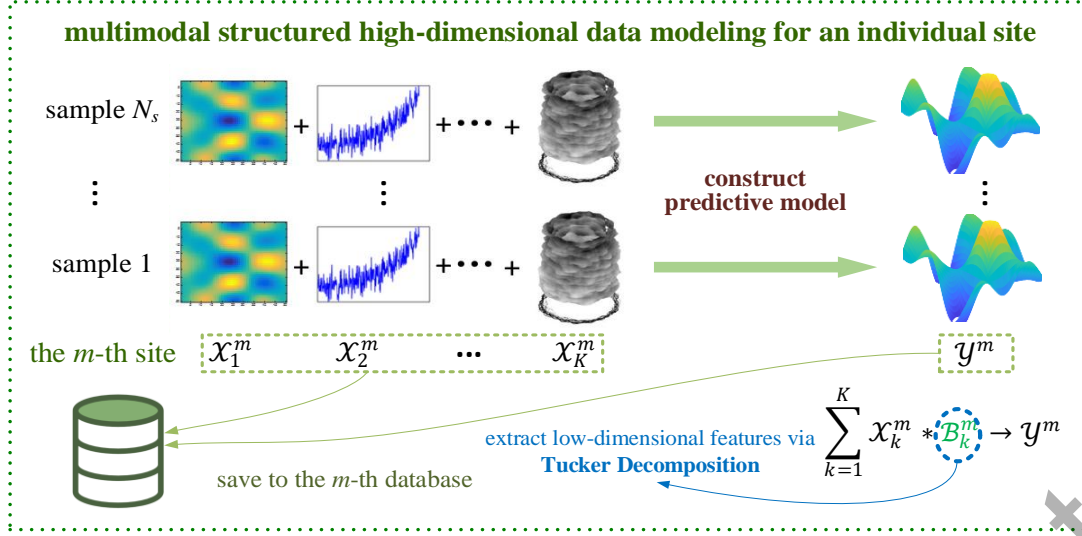 multimodal structured high-dimensional data modeling for an individual site
sample Nₛ
+ + ••• +
construct
predictive model
sample 1
+ + ••• +
the m-th site
𝒳₁ᵐ 𝒳₂ᵐ ••• 𝒳_Kᵐ 𝒴ᵐ
extract low-dimensional features via
Tucker Decomposition
∑_{k=1}^{K} 𝒳ₖᵐ * ℬₖᵐ → 𝒴ᵐ
save to the m-th database